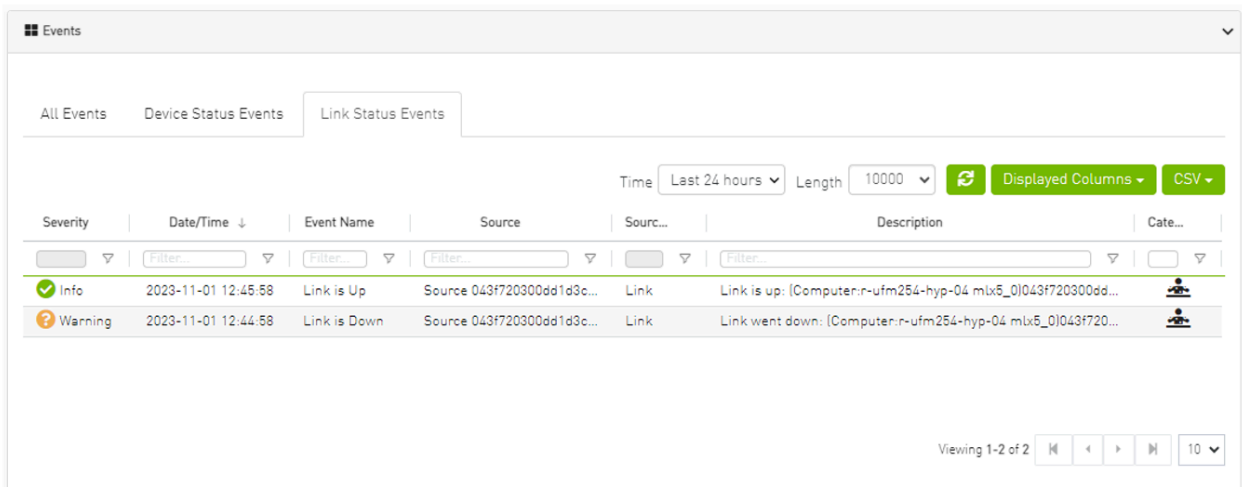 Events
All Events Device Status Events Link Status Events
Time Last 24 hours Length 10000 Displayed Columns CSV
Severity Date/Time ↓ Event Name Source Sourc... Description Cate...
Filter... Filter... Filter... Filter...
Info 2023-11-01 12:45:58 Link is Up Source 043f720300dd1d3c... Link Link is up: (Computer:r-ufm254-hyp-04 mlx5_0)043f720300dd...
Warning 2023-11-01 12:44:58 Link is Down Source 043f720300dd1d3c... Link Link went down: (Computer:r-ufm254-hyp-04 mlx5_0)043f720...
Viewing 1-2 of 2 10